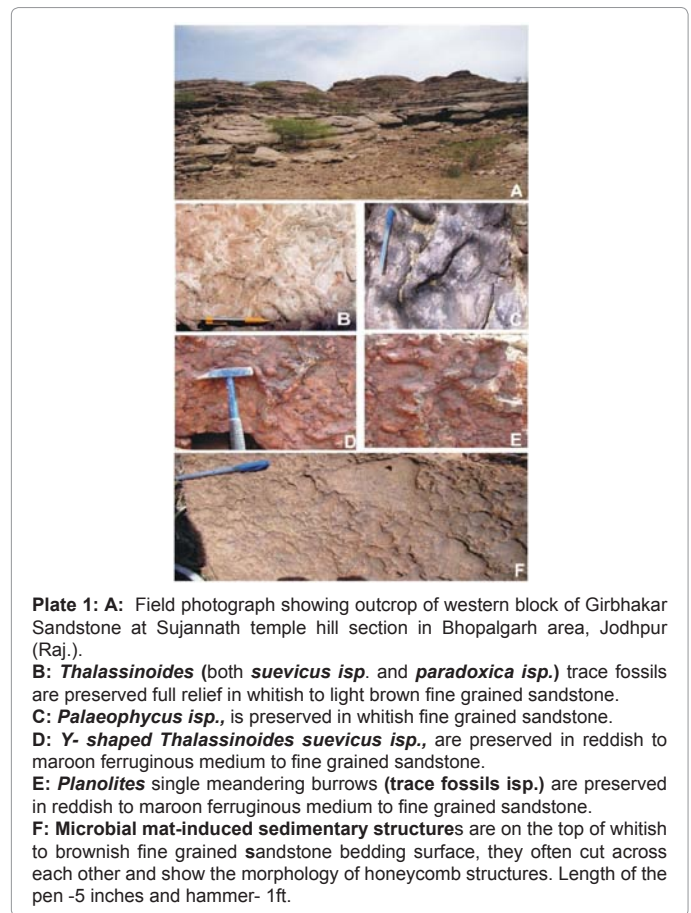 A
B
C
D
E
F
Plate 1: A: Field photograph showing outcrop of western block of Girbhakar
Sandstone at Sujannath temple hill section in Bhopalgarh area, Jodhpur
(Raj.).
B: Thalassinoides (both suevicus isp. and paradoxica isp.) trace fossils
are preserved full relief in whitish to light brown fine grained sandstone.
C: Palaeophycus isp., is preserved in whitish fine grained sandstone.
D: Y- shaped Thalassinoides suevicus isp., are preserved in reddish to
maroon ferruginous medium to fine grained sandstone.
E: Planolites single meandering burrows (trace fossils isp.) are preserved
in reddish to maroon ferruginous medium to fine grained sandstone.
F: Microbial mat-induced sedimentary structures are on the top of whitish
to brownish fine grained sandstone bedding surface, they often cut across
each other and show the morphology of honeycomb structures. Length of the
pen -5 inches and hammer- 1ft.